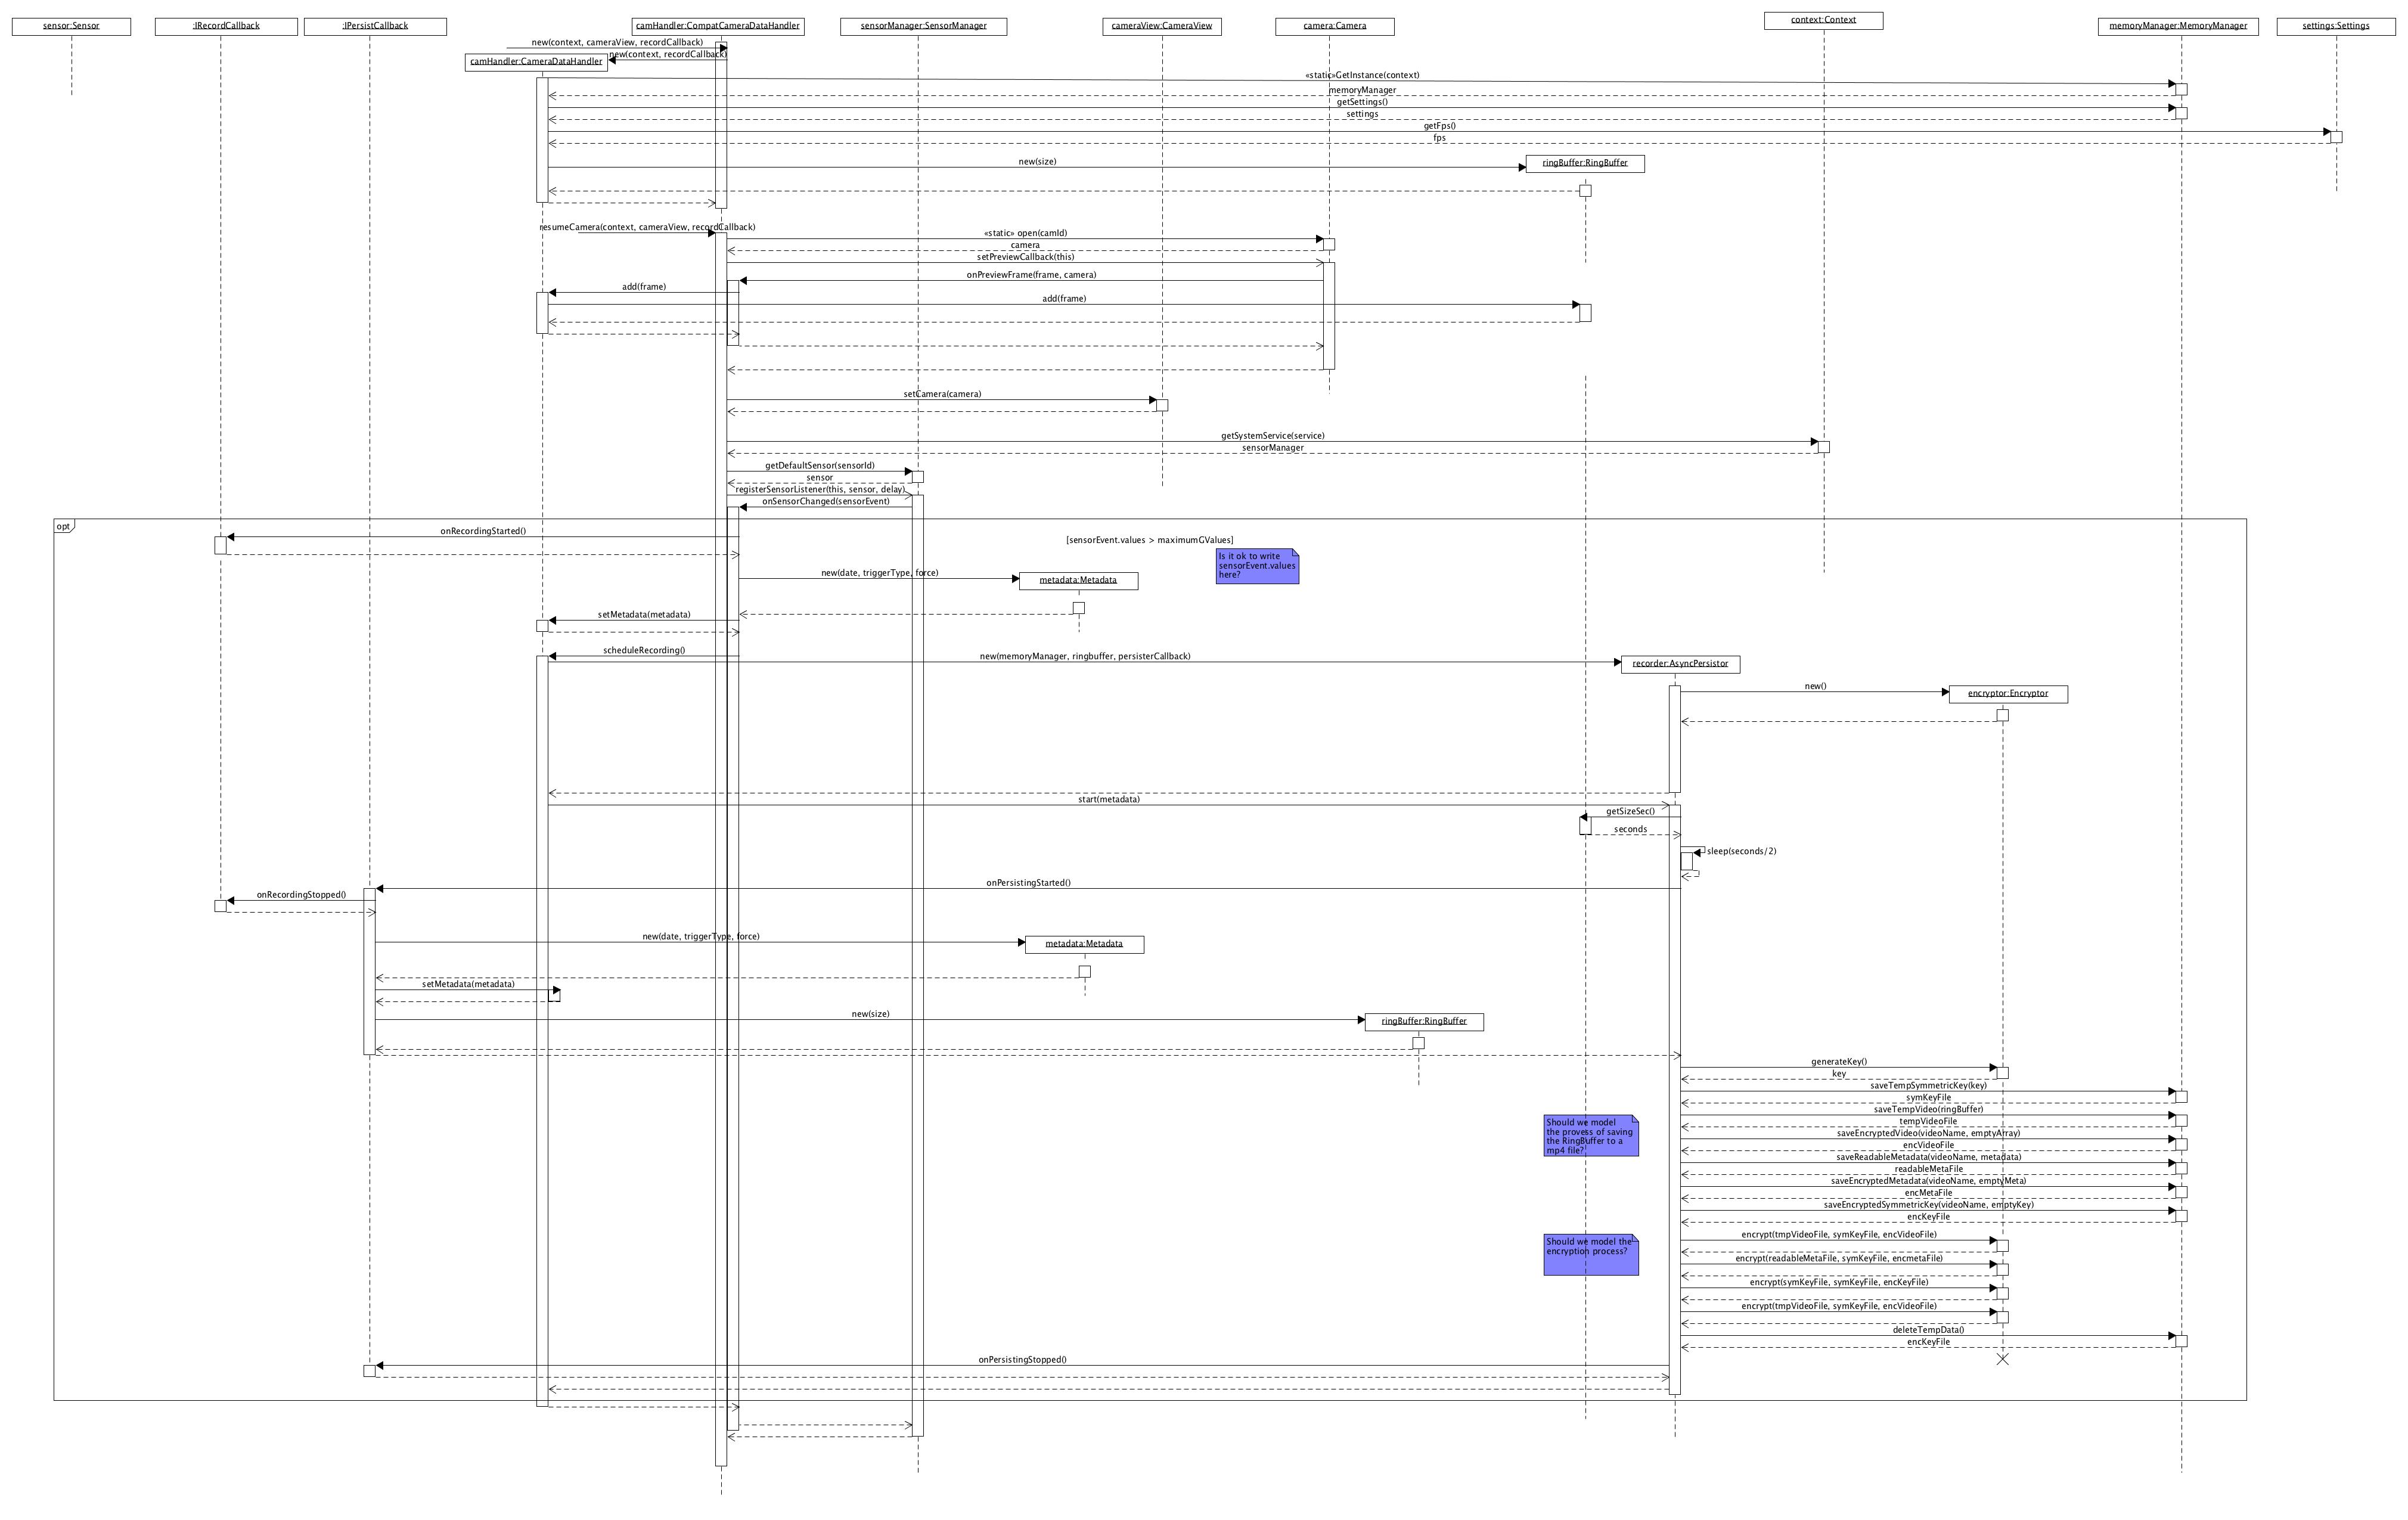 sensor:Sensor
:IRecordCallback
:IPersistCallback
camHandler:CompatCameraDataHandler
sensorManager:SensorManager
cameraView:CameraView
camera:Camera
context:Context
memoryManager:MemoryManager
settings:Settings
new(context, cameraView, recordCallback)
new(context, recordCallback)
camHandler:CameraDataHandler
«static»GetInstance(context)
memoryManager
getSettings()
settings
getFps()
fps
new(size)
ringBuffer:RingBuffer
resumeCamera(context, cameraView, recordCallback)
«static» open(camId)
camera
setPreviewCallback(this)
onPreviewFrame(frame, camera)
add(frame)
add(frame)
setCamera(camera)
getSystemService(service)
sensorManager
getDefaultSensor(sensorId)
sensor
registerSensorListener(this, sensor, delay)
onSensorChanged(sensorEvent)
opt
onRecordingStarted()
[sensorEvent.values > maximumGValues]
Is it ok to write
sensorEvent.values
here?
new(date, triggerType, force)
metadata:Metadata
setMetadata(metadata)
scheduleRecording()
new(memoryManager, ringbuffer, persisterCallback)
recorder:AsyncPersistor
new()
encryptor:Encryptor
start(metadata)
getSizeSec()
seconds
sleep(seconds/2)
onPersistingStarted()
onRecordingStopped()
new(date, triggerType, force)
metadata:Metadata
setMetadata(metadata)
new(size)
ringBuffer:RingBuffer
generateKey()
key
saveTempSymmetricKey(key)
symKeyFile
saveTempVideo(ringBuffer)
tempVideoFile
Should we model
the provess of saving
the RingBuffer to a
mp4 file?
saveEncryptedVideo(videoName, emptyArray)
encVideoFile
saveReadableMetadata(videoName, metadata)
readableMetaFile
saveEncryptedMetadata(videoName, emptyMeta)
encMetaFile
saveEncryptedSymmetricKey(videoName, emptyKey)
encKeyFile
Should we model the
encryption process?
encrypt(tmpVideoFile, symKeyFile, encVideoFile)
encrypt(readableMetaFile, symKeyFile, encmetaFile)
encrypt(symKeyFile, symKeyFile, encKeyFile)
encrypt(tmpVideoFile, symKeyFile, encVideoFile)
deleteTempData()
encKeyFile
onPersistingStopped()